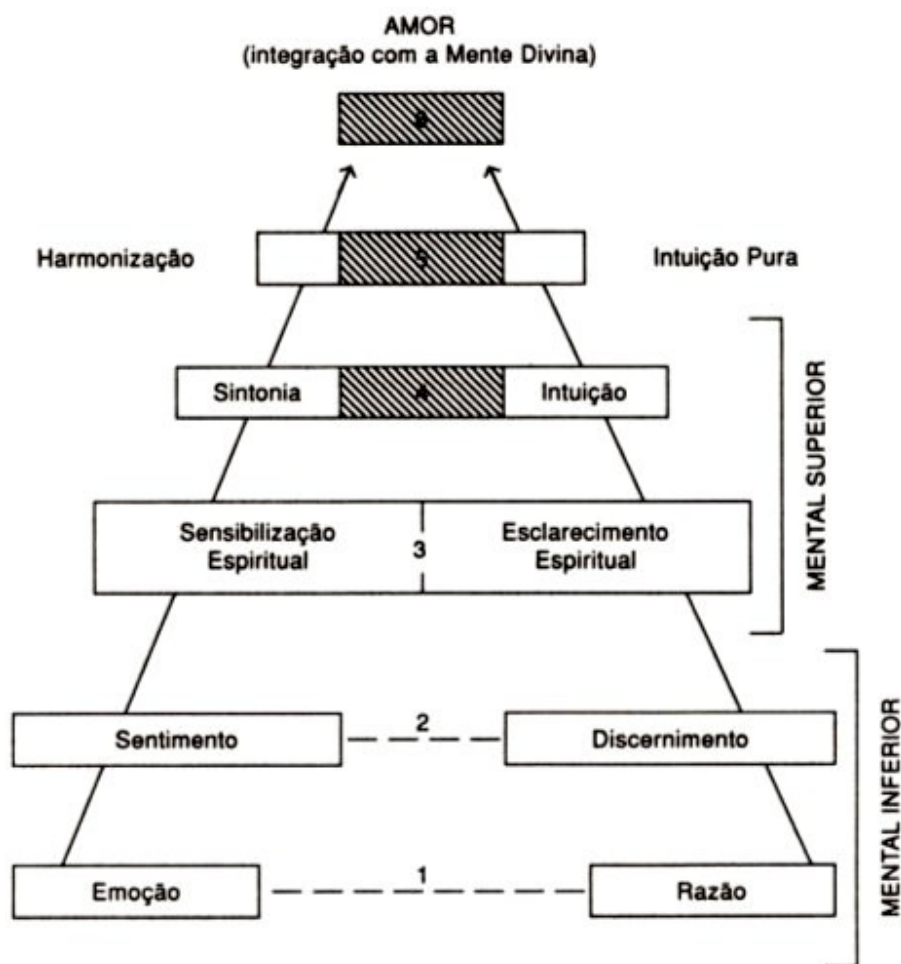 AMOR
(integração com a Mente Divina)
6
Harmonização
5
Intuição Pura
Sintonia
4
Intuição
Sensibilização
Espiritual
3
Esclarecimento
Espiritual
MENTAL SUPERIOR
Sentimento
2
Discernimento
Emoção
1
Razão
MENTAL INFERIOR